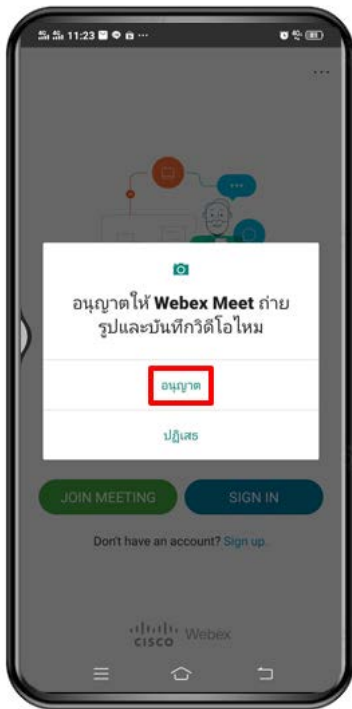 11:23
อนุญาตให้ Webex Meet ถ่าย
รูปและบันทึกวิดีโอไหม
อนุญาต
ปฏิเสธ
JOIN MEETING
SIGN IN
Don't have an account? Sign up.
CISCO Webex